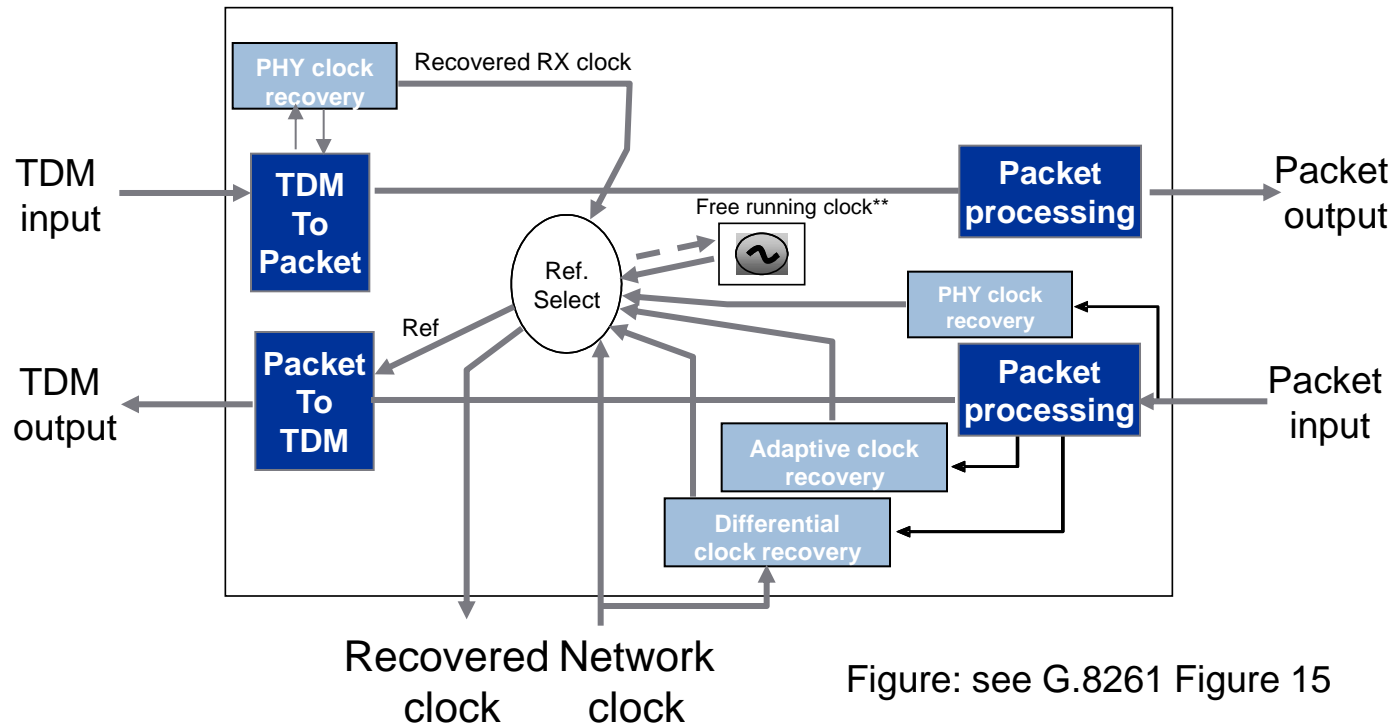 PHY clock
recovery
Recovered RX clock
TDM
input
TDM
To
Packet
Packet
processing
Packet
output
Free running clock**
Ref.
Select
PHY clock
recovery
Ref
TDM
output
Packet
To
TDM
Packet
processing
Packet
input
Adaptive clock
recovery
Differential
clock recovery
Recovered
clock
Network
clock
Figure: see G.8261 Figure 15